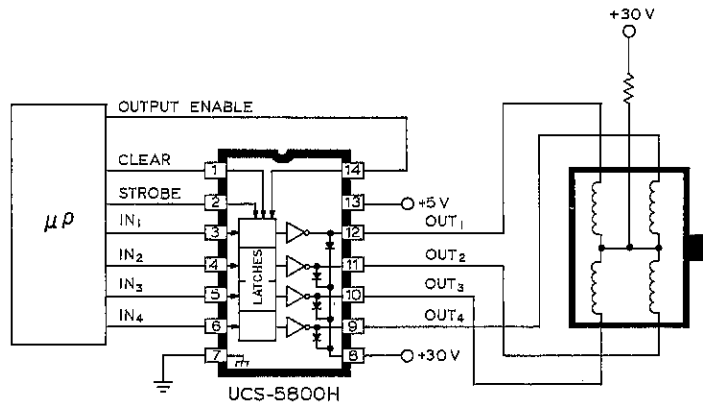 +30 V
OUTPUT ENABLE
μP
CLEAR
1
14
STROBE
2
13
+5 V
IN₁
3
12
OUT₁
IN₂
4
11
OUT₂
IN₃
5
10
OUT₃
IN₄
6
9
OUT₄
LATCHES
7
8
+30 V
UCS-5800H